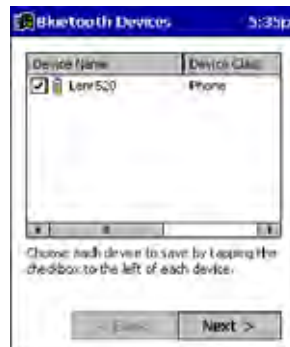 Bluetooth Devices 5:35p
Device Name Device Class
Phone
Choose each device to save by tapping the
checkbox to the left of each device.
< Back Next >